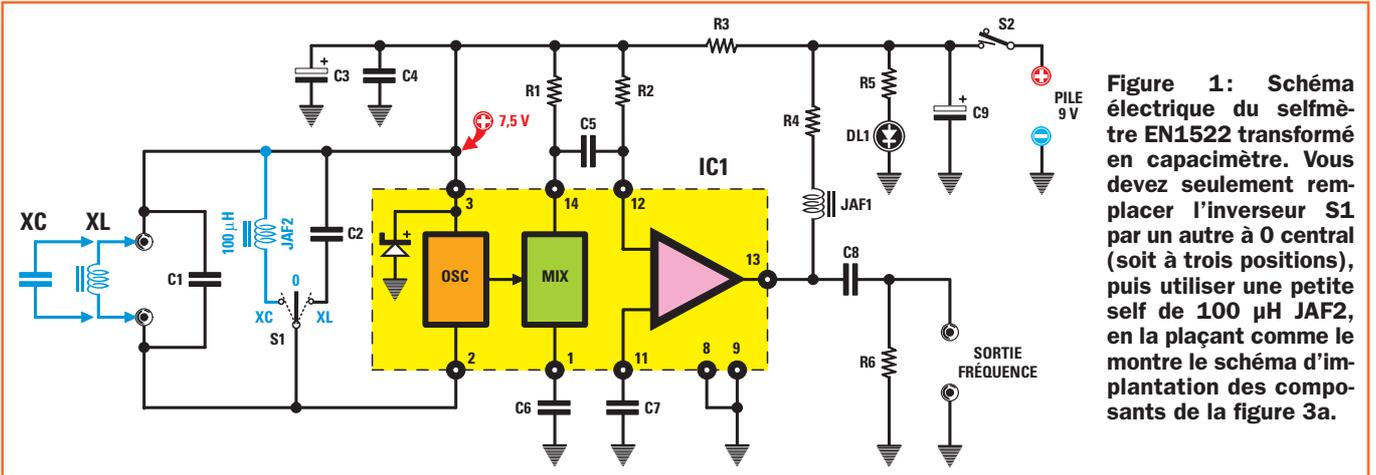 R3
S2
C3
C4
R1
R2
R5
C9
PILE
9 V
7,5 V
C5
R4
DL1
IC1
3
14
12
JAF1
XC
XL
100 µH
JAF2
C2
C1
OSC
MIX
13
C8
0
XC
XL
S1
2
1
11
8
9
R6
SORTIE
FRÉQUENCE
C6
C7
Figure 1: Schéma
électrique du selfmè-
tre EN1522 transformé
en capacimètre. Vous
devez seulement rem-
placer l'inverseur S1
par un autre à 0 central
(soit à trois positions),
puis utiliser une petite
self de 100 µH JAF2,
en la plaçant comme le
montre le schéma d'im-
plantation des compo-
sants de la figure 3a.